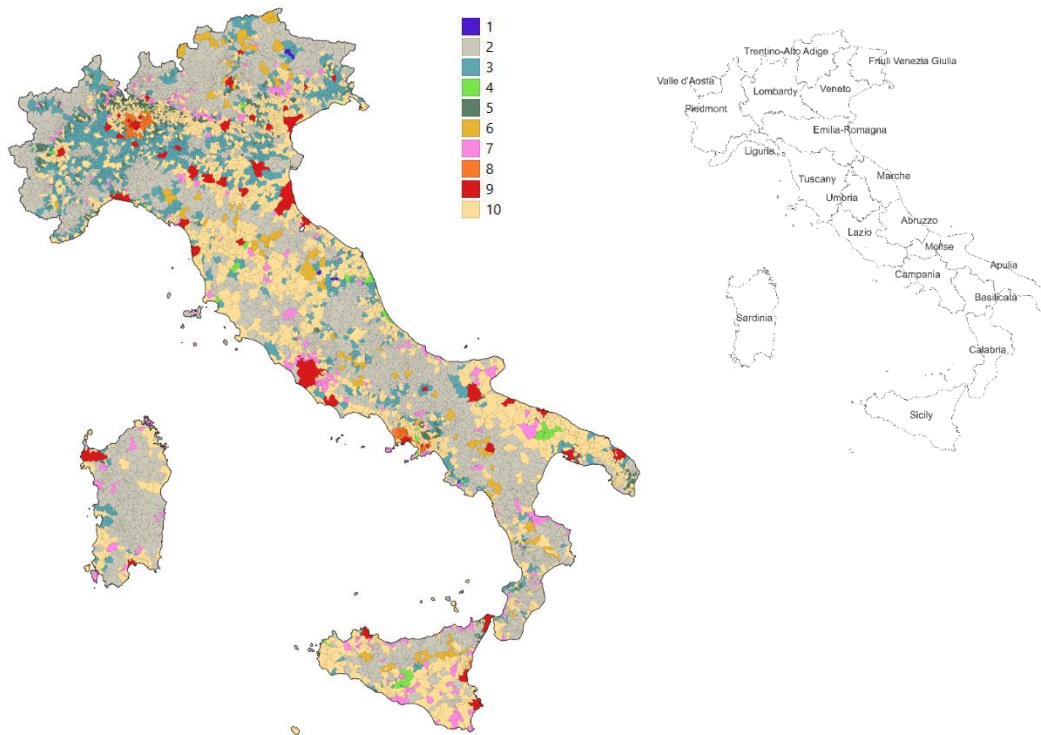 1
2
3
4
5
6
7
8
9
10
Trentino-Alto Adige
Friuli Venezia Giulia
Valle d'Aosta
Lombardy
Veneto
Piedmont
Emilia-Romagna
Liguria
Marche
Tuscany
Umbria
Abruzzo
Lazio
Molise
Apulia
Campania
Basilicata
Sardinia
Calabria
Sicily